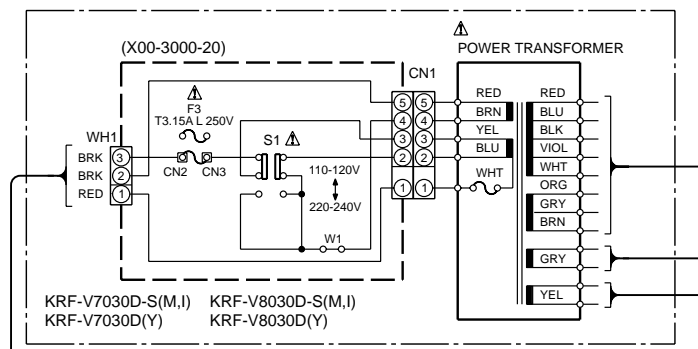 (X00-3000-20)
POWER TRANSFORMER
CN1
F3
T3.15A L 250V
WH1
S1
BRK 3
BRK 2
RED 1
CN2 CN3
110-120V
220-240V
W1
5 5
4 4
3 3
2 2
1 1
RED
BRN
YEL
BLU
WHT
RED
BLU
BLK
VIOL
WHT
ORG
GRY
BRN
GRY
YEL
KRF-V7030D-S(M,I) KRF-V8030D-S(M,I)
KRF-V7030D(Y) KRF-V8030D(Y)